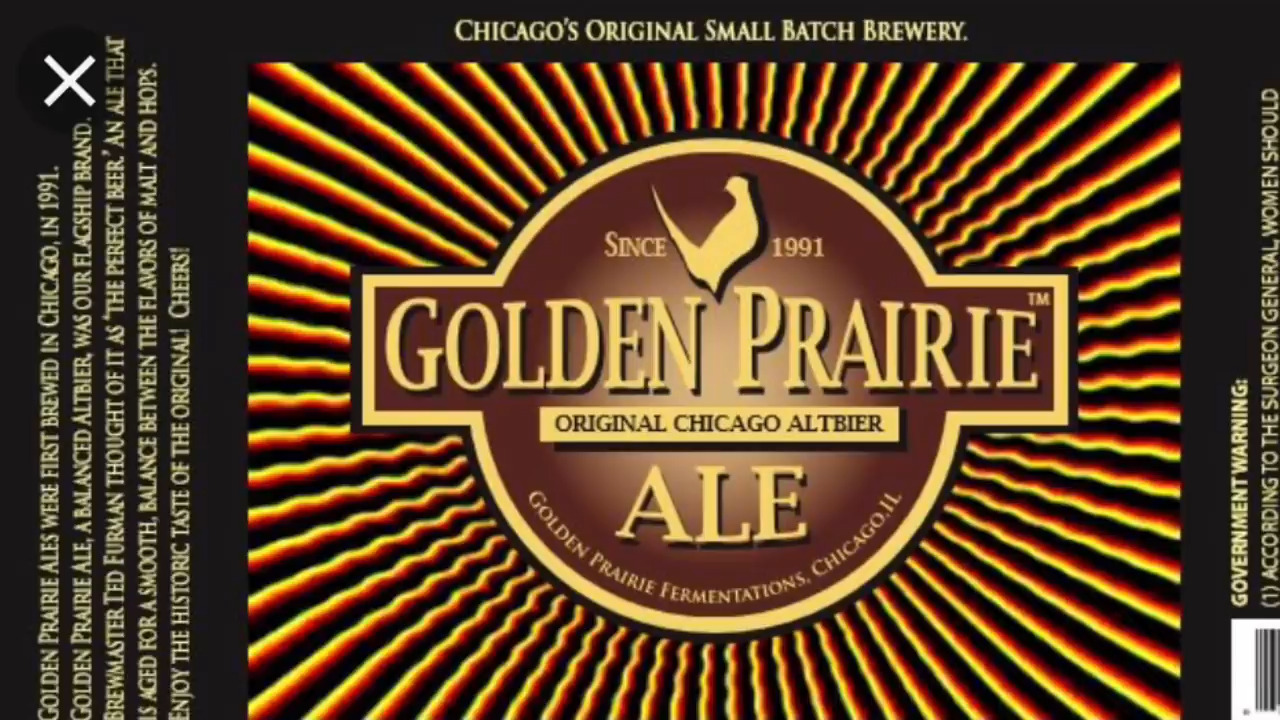 CHICAGO'S ORIGINAL SMALL BATCH BREWERY.
GOLDEN PRAIRIE ALES WERE FIRST BREWED IN CHICAGO, IN 1991.
GOLDEN PRAIRIE ALE, A BALANCED ALTBIER, WAS OUR FLAGSHIP BRAND.
BREWMASTER TED FURMAN THOUGHT OF IT AS "THE PERFECT BEER." AN ALE THAT
IS AGED FOR A SMOOTH, BALANCE BETWEEN THE FLAVORS OF MALT AND HOPS.
ENJOY THE HISTORIC TASTE OF THE ORIGINAL! CHEERS!
SINCE 1991
GOLDEN PRAIRIE™
ORIGINAL CHICAGO ALTBIER
ALE
GOLDEN PRAIRIE FERMENTATIONS, CHICAGO, IL
GOVERNMENT WARNING:
(1) ACCORDING TO THE SURGEON GENERAL, WOMEN SHOULD